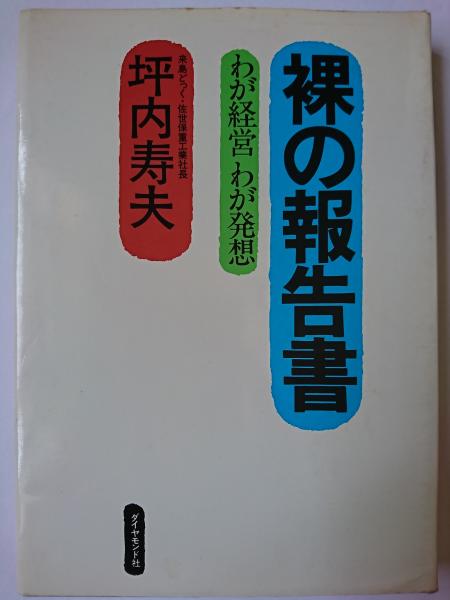 裸の報告書
わが経営 わが発想
来島どっく・佐世保重工業社長
坪内寿夫
ダイヤモンド社